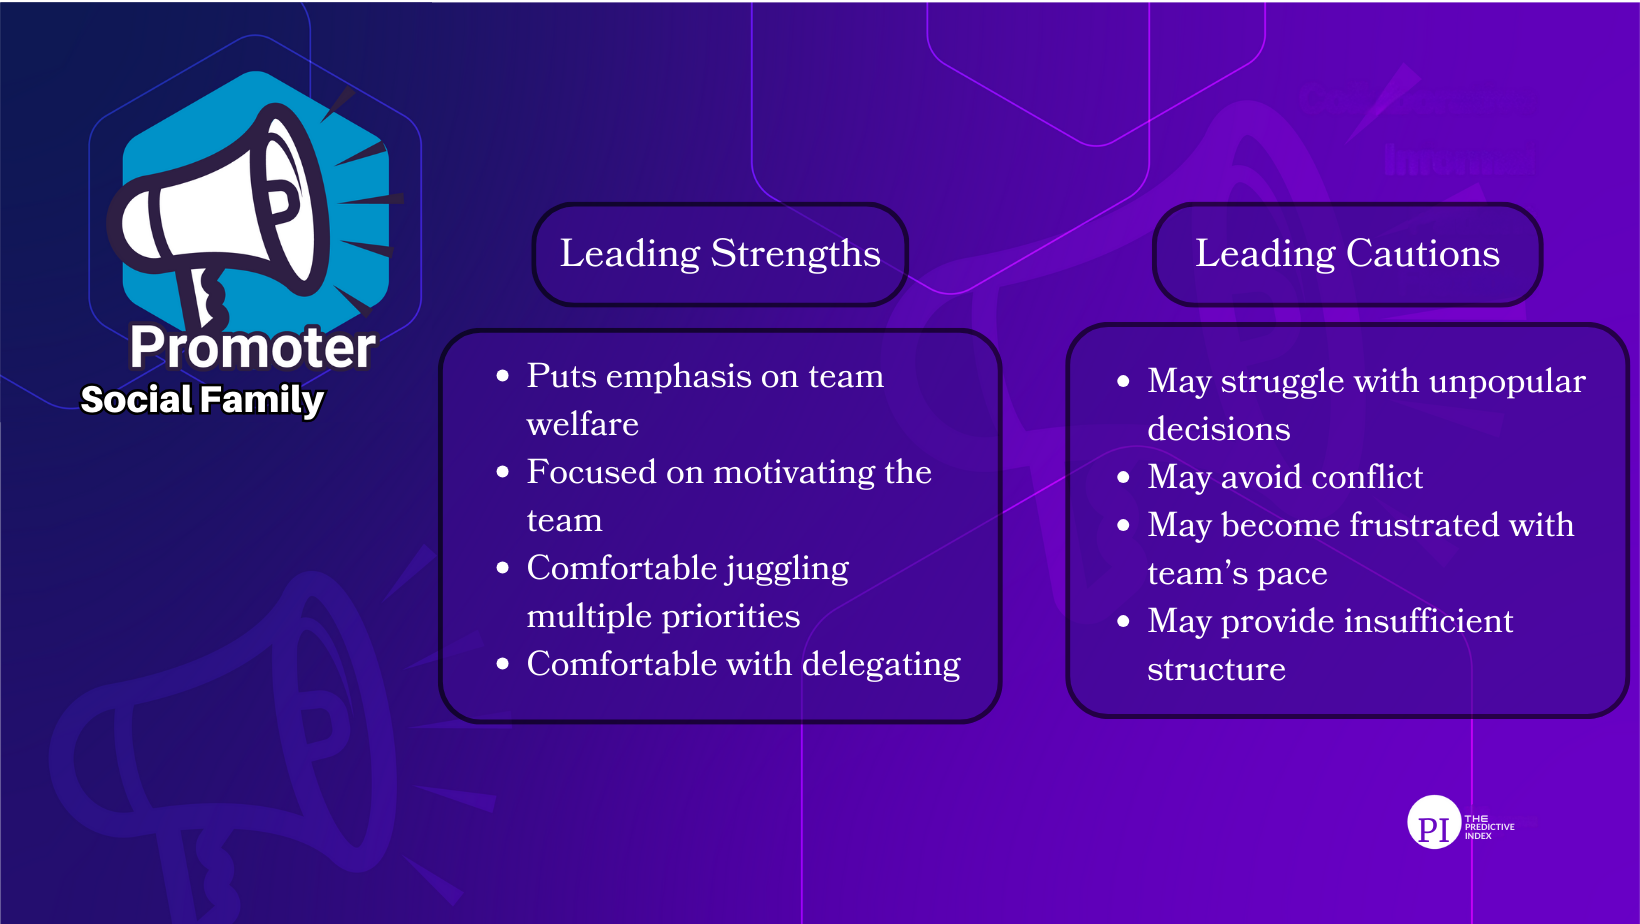 Promoter
Social Family
Leading Strengths
• Puts emphasis on team
welfare
• Focused on motivating the
team
• Comfortable juggling
multiple priorities
• Comfortable with delegating
Leading Cautions
• May struggle with unpopular
decisions
• May avoid conflict
• May become frustrated with
team’s pace
• May provide insufficient
structure
PI
THE
PREDICTIVE
INDEX